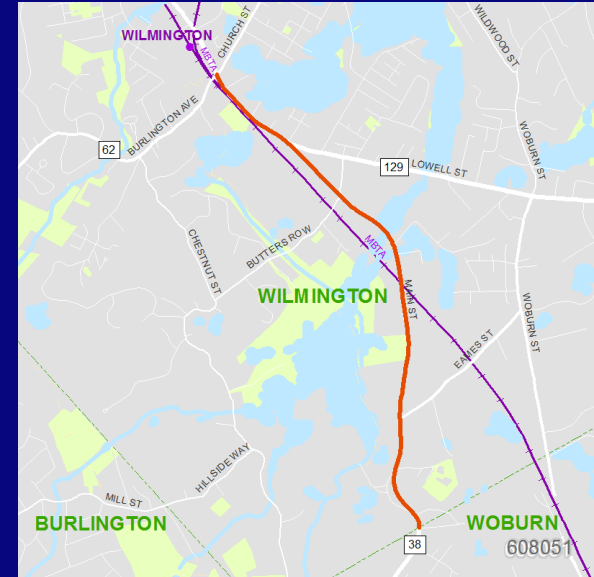 WILMINGTON
CHURCH ST
MBTA
WILDWOOD ST
BURLINGTON AVE
62
WOBURN ST
129
LOWELL ST
CHESTNUT ST
BUTTERS ROW
MBTA
WILMINGTON
MAIN ST
WOBURN ST
EAMES ST
HILLSIDE WAY
MILL ST
BURLINGTON
WOBURN
38
608051